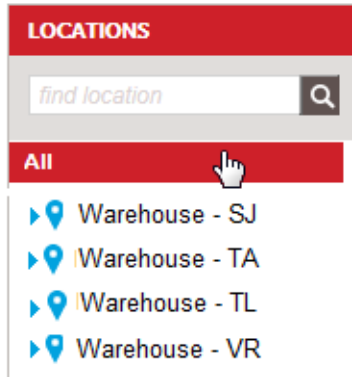 LOCATIONS
find location
All
Warehouse - SJ
Warehouse - TA
Warehouse - TL
Warehouse - VR